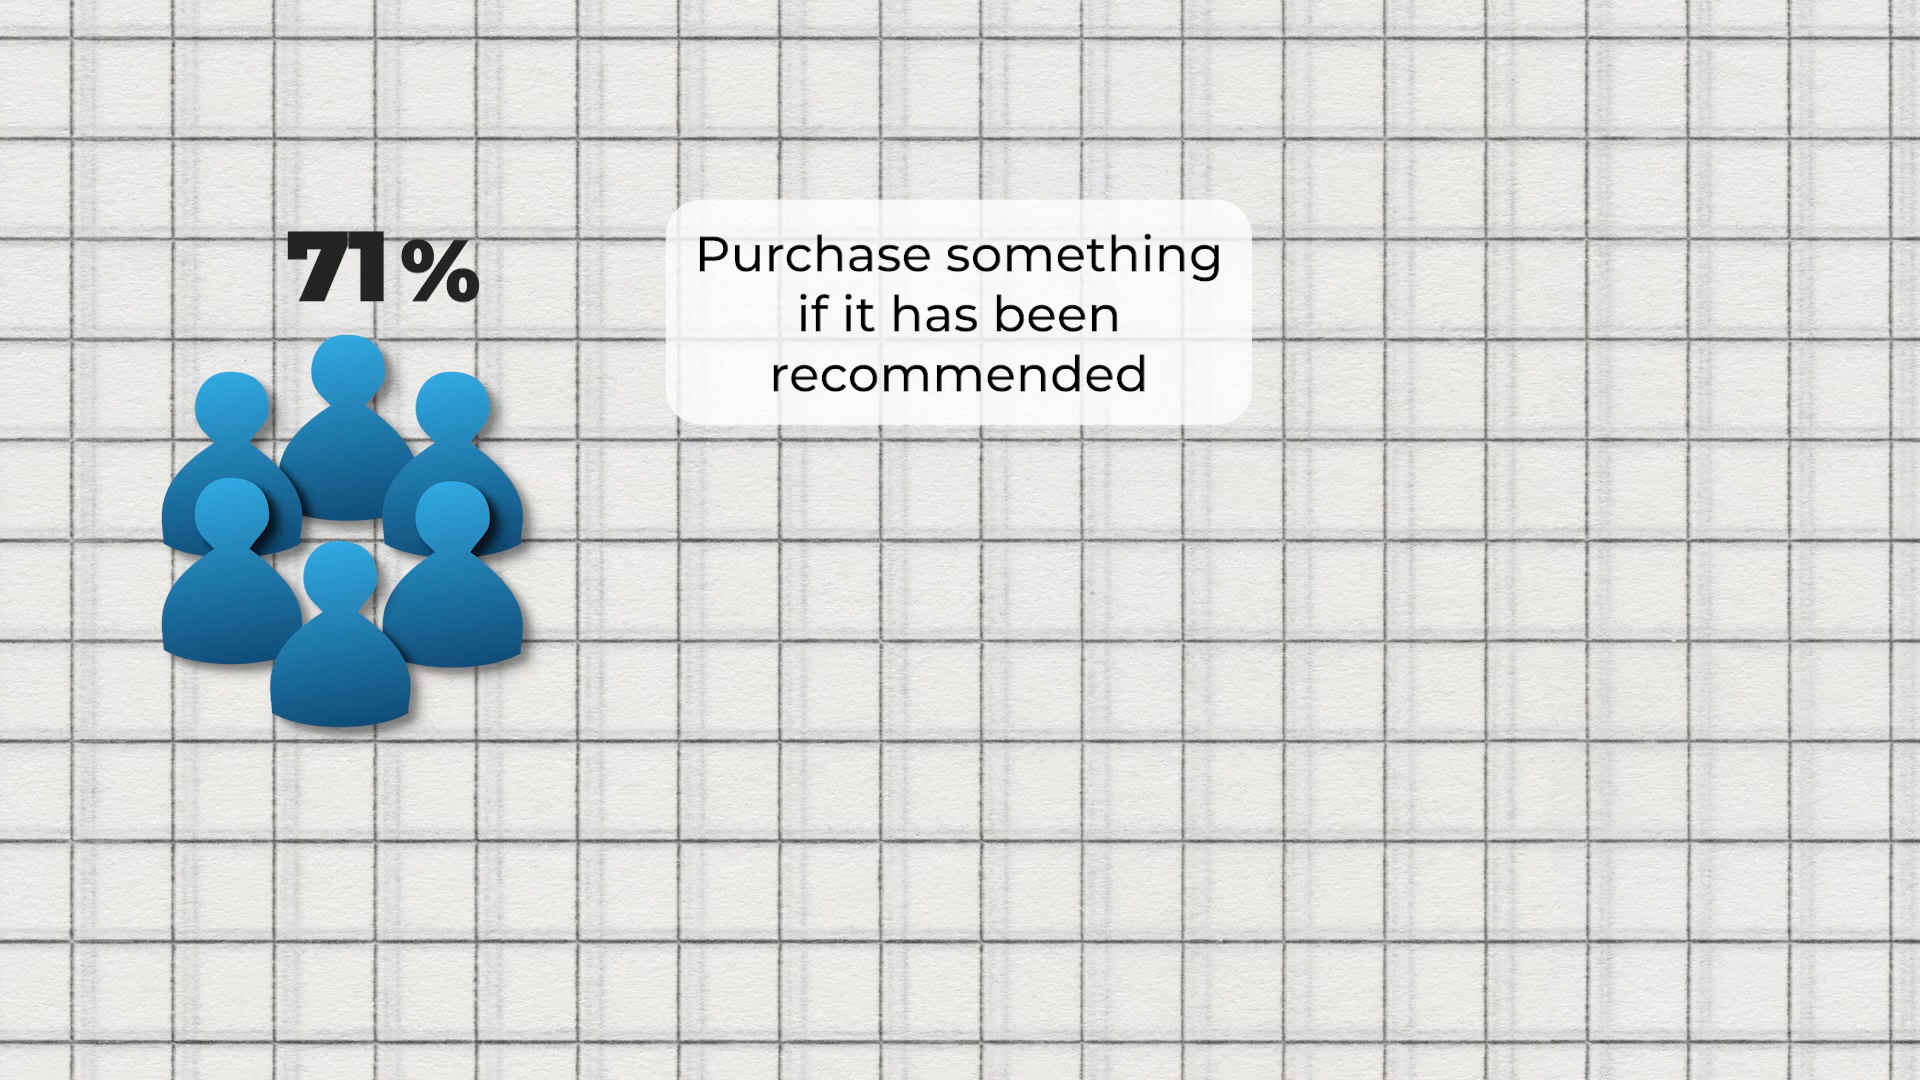 71%
Purchase something
if it has been
recommended